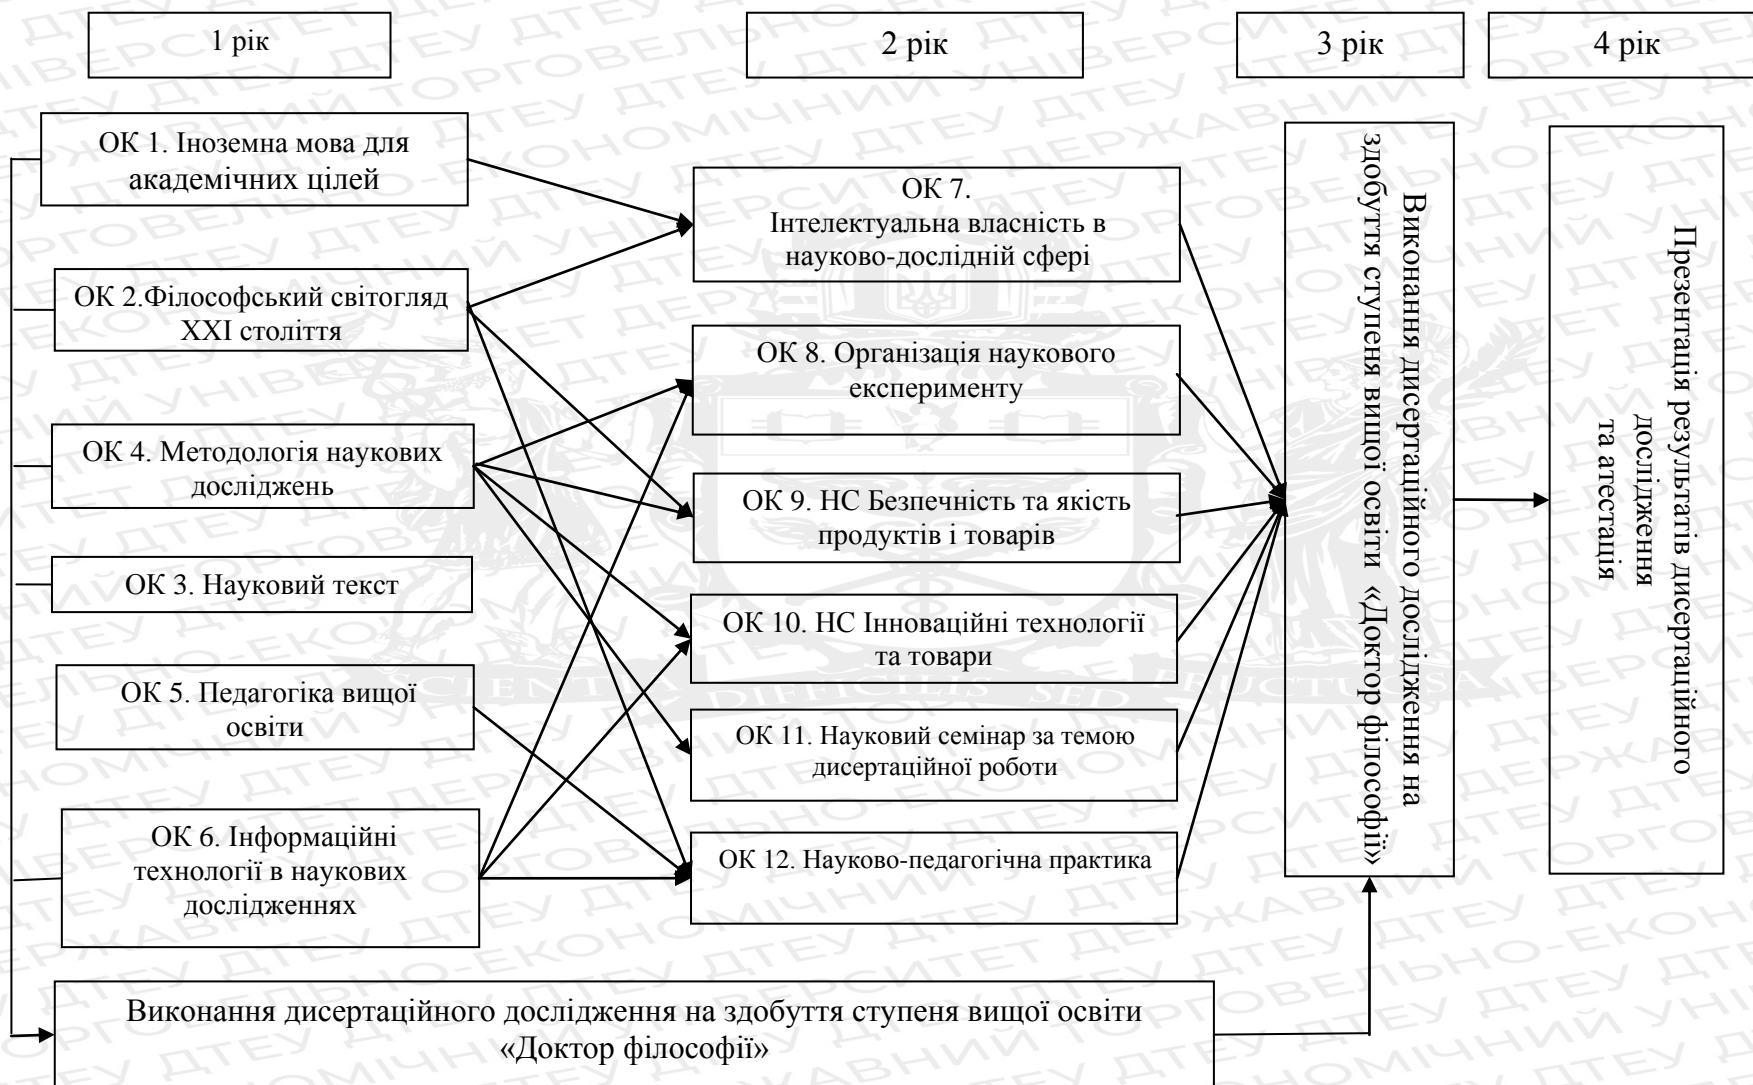 1 рік
2 рік
3 рік
4 рік
ОК 1. Іноземна мова для
академічних цілей
ОК 2.Філософський світогляд
ХХІ століття
ОК 4. Методологія наукових
досліджень
ОК 3. Науковий текст
ОК 5. Педагогіка вищої
освіти
ОК 6. Інформаційні
технології в наукових
дослідженнях
ОК 7.
Інтелектуальна власність в
науково-дослідній сфері
ОК 8. Організація наукового
експерименту
ОК 9. НС Безпечність та якість
продуктів і товарів
ОК 10. НС Інноваційні технології
та товари
ОК 11. Науковий семінар за темою
дисертаційної роботи
ОК 12. Науково-педагогічна практика
Виконання дисертаційного дослідження на
здобуття ступеня вищої освіти «Доктор філософії»
Презентація результатів дисертаційного
дослідження
та атестація
Виконання дисертаційного дослідження на здобуття ступеня вищої освіти
«Доктор філософії»